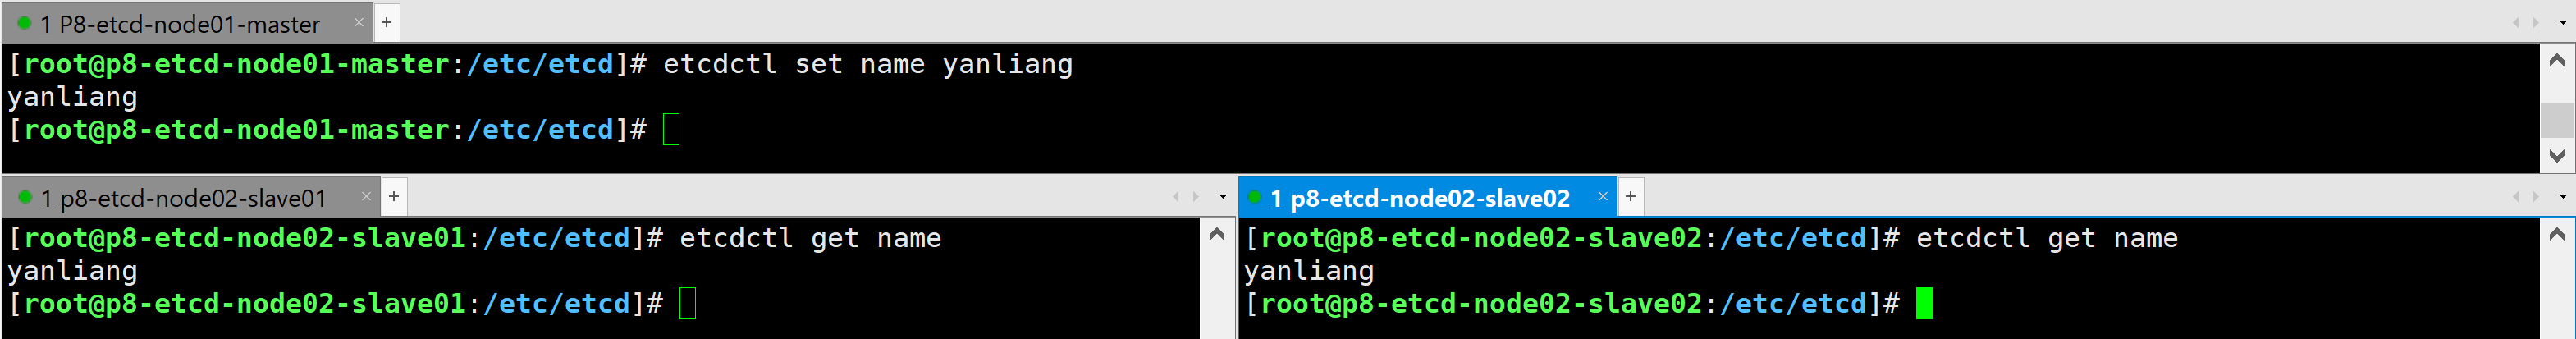 1 P8-etcd-node01-master × +
[root@p8-etcd-node01-master:/etc/etcd]# etcdctl set name yanliang
yanliang
[root@p8-etcd-node01-master:/etc/etcd]#
1 p8-etcd-node02-slave01 × +
[root@p8-etcd-node02-slave01:/etc/etcd]# etcdctl get name
yanliang
[root@p8-etcd-node02-slave01:/etc/etcd]#
1 p8-etcd-node02-slave02 × +
[root@p8-etcd-node02-slave02:/etc/etcd]# etcdctl get name
yanliang
[root@p8-etcd-node02-slave02:/etc/etcd]#